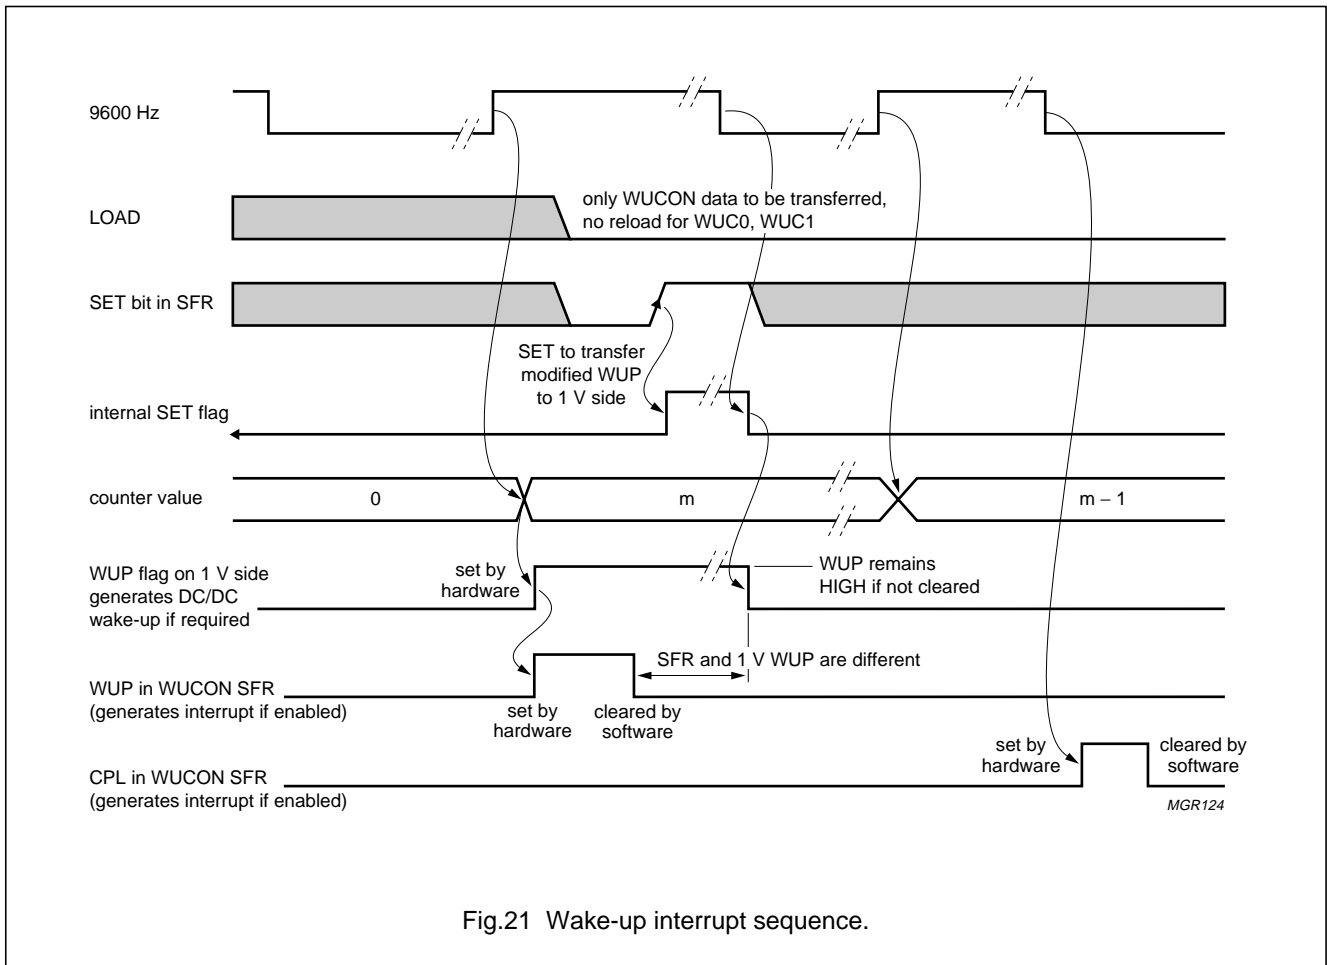 9600 Hz
LOAD
only WUCON data to be transferred,
no reload for WUC0, WUC1
SET bit in SFR
SET to transfer
modified WUP
to 1 V side
internal SET flag
counter value
0
m
m − 1
WUP flag on 1 V side
generates DC/DC
wake-up if required
set by
hardware
WUP remains
HIGH if not cleared
SFR and 1 V WUP are different
WUP in WUCON SFR
(generates interrupt if enabled)
set by
hardware
cleared by
software
CPL in WUCON SFR
(generates interrupt if enabled)
set by
hardware
cleared by
software
MGR124
Fig.21 Wake-up interrupt sequence.